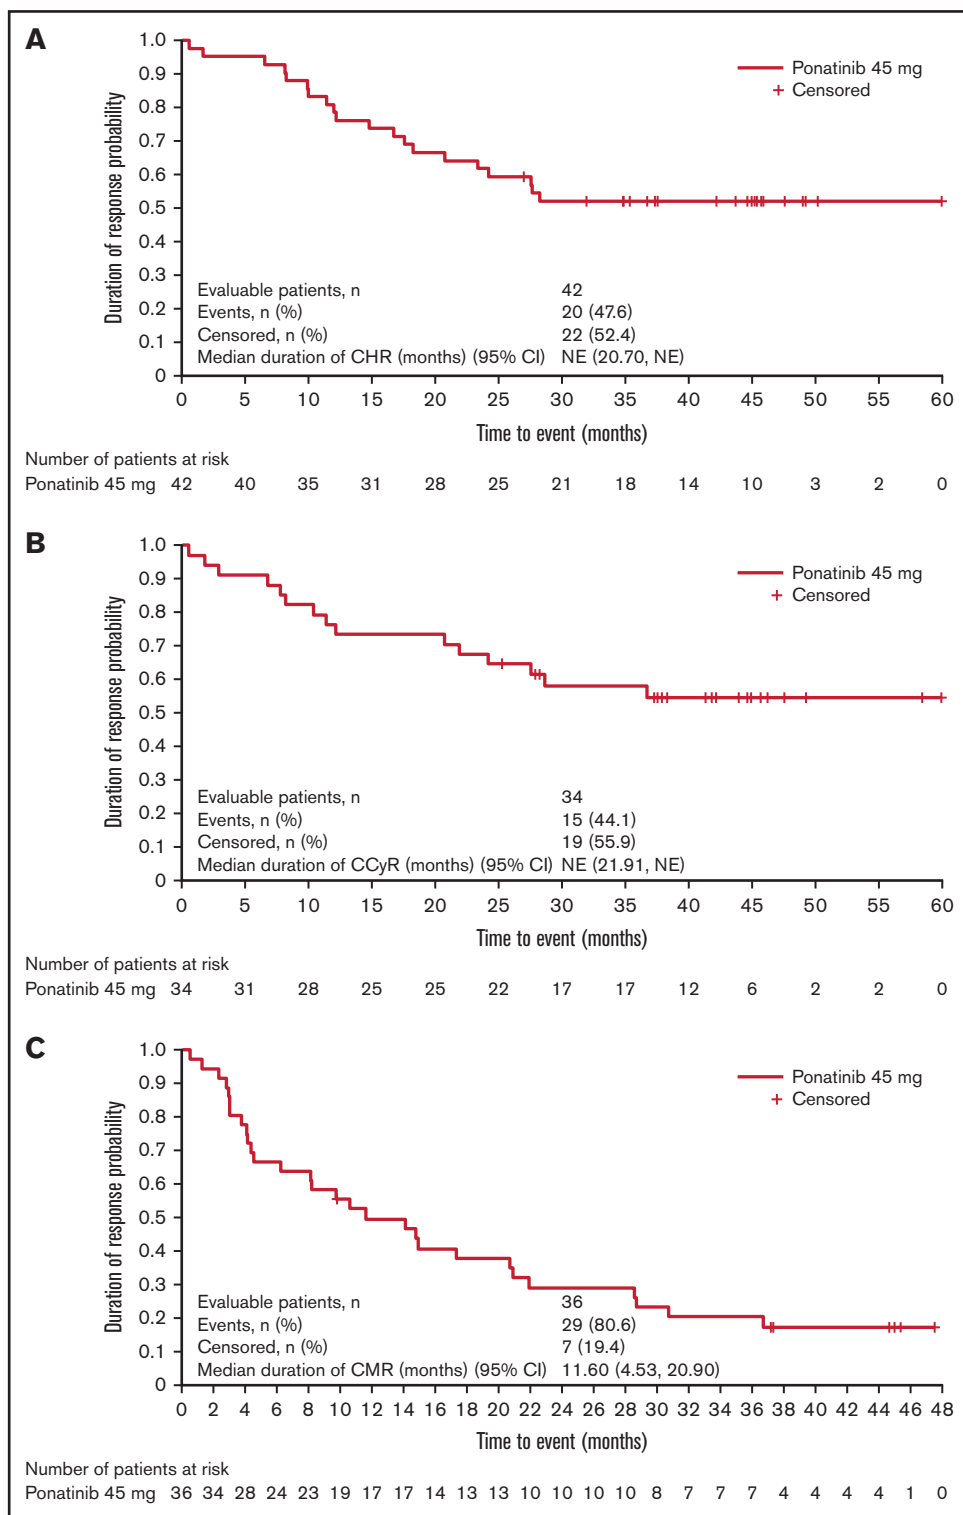 A
1.0
0.9
0.8
0.7
0.6
0.5
0.4
0.3
0.2
0.1
0
Duration of response probability
Ponatinib 45 mg
Censored
Evaluable patients, n 42
Events, n (%) 20 (47.6)
Censored, n (%) 22 (52.4)
Median duration of CHR (months) (95% CI) NE (20.70, NE)
0 5 10 15 20 25 30 35 40 45 50 55 60
Time to event (months)
Number of patients at risk
Ponatinib 45 mg 42 40 35 31 28 25 21 18 14 10 3 2 0
B
1.0
0.9
0.8
0.7
0.6
0.5
0.4
0.3
0.2
0.1
0
Duration of response probability
Ponatinib 45 mg
Censored
Evaluable patients, n 34
Events, n (%) 15 (44.1)
Censored, n (%) 19 (55.9)
Median duration of CCyR (months) (95% CI) NE (21.91, NE)
0 5 10 15 20 25 30 35 40 45 50 55 60
Time to event (months)
Number of patients at risk
Ponatinib 45 mg 34 31 28 25 25 22 17 17 12 6 2 2 0
C
1.0
0.9
0.8
0.7
0.6
0.5
0.4
0.3
0.2
0.1
0
Duration of response probability
Ponatinib 45 mg
Censored
Evaluable patients, n 36
Events, n (%) 29 (80.6)
Censored, n (%) 7 (19.4)
Median duration of CMR (months) (95% CI) 11.60 (4.53, 20.90)
0 2 4 6 8 10 12 14 16 18 20 22 24 26 28 30 32 34 36 38 40 42 44 46 48
Time to event (months)
Number of patients at risk
Ponatinib 45 mg 36 34 28 24 23 19 17 17 14 13 13 10 10 10 10 8 7 7 7 4 4 4 4 1 0